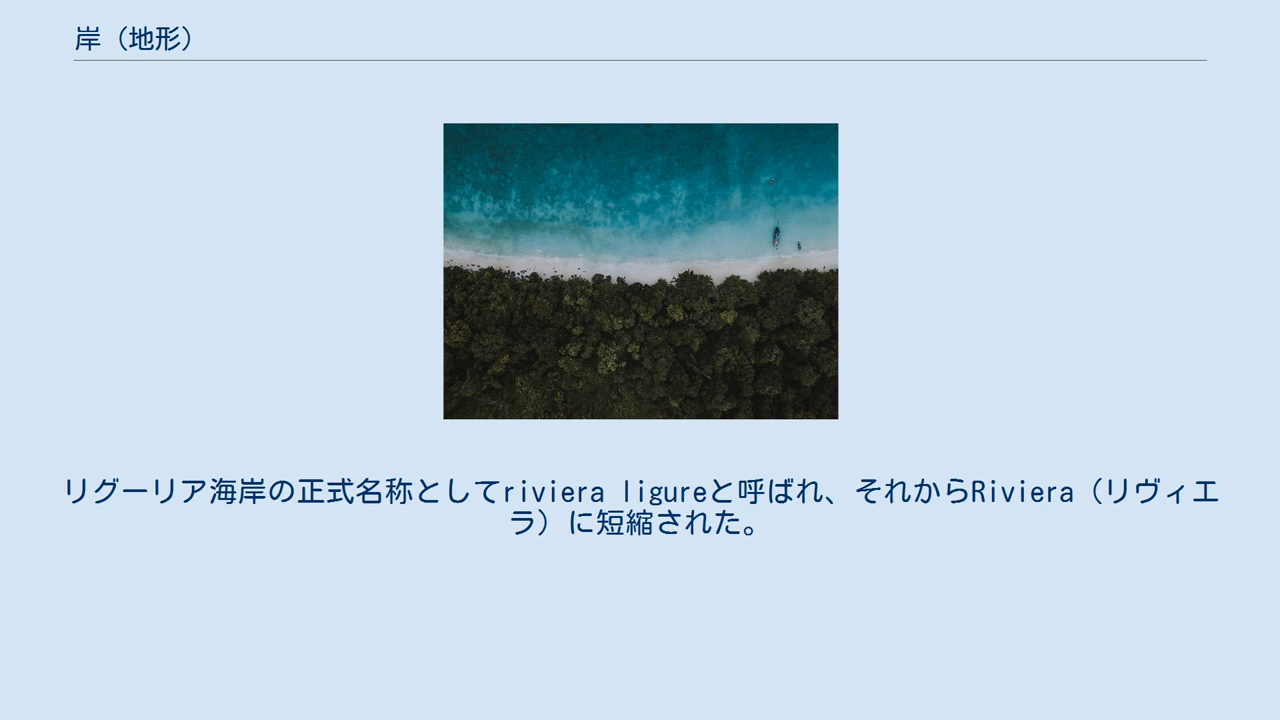 岸（地形）
リグーリア海岸の正式名称としてriviera ligureと呼ばれ、それからRiviera（リヴィエ
ラ）に短縮された。